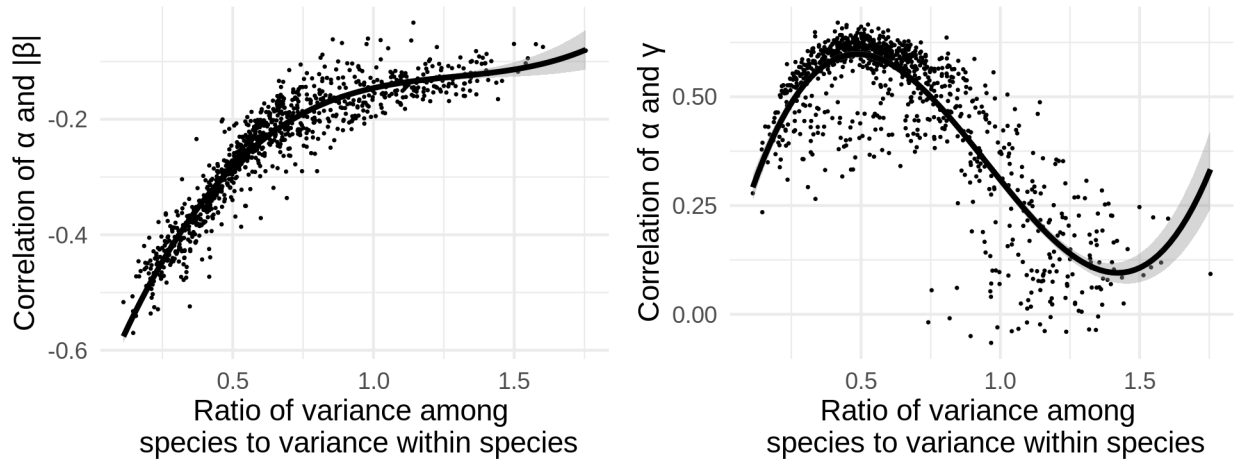 Correlation of α and |β|
-0.2
-0.4
-0.6
0.5
1.0
1.5
Ratio of variance among
species to variance within species
Correlation of α and γ
0.50
0.25
0.00
0.5
1.0
1.5
Ratio of variance among
species to variance within species